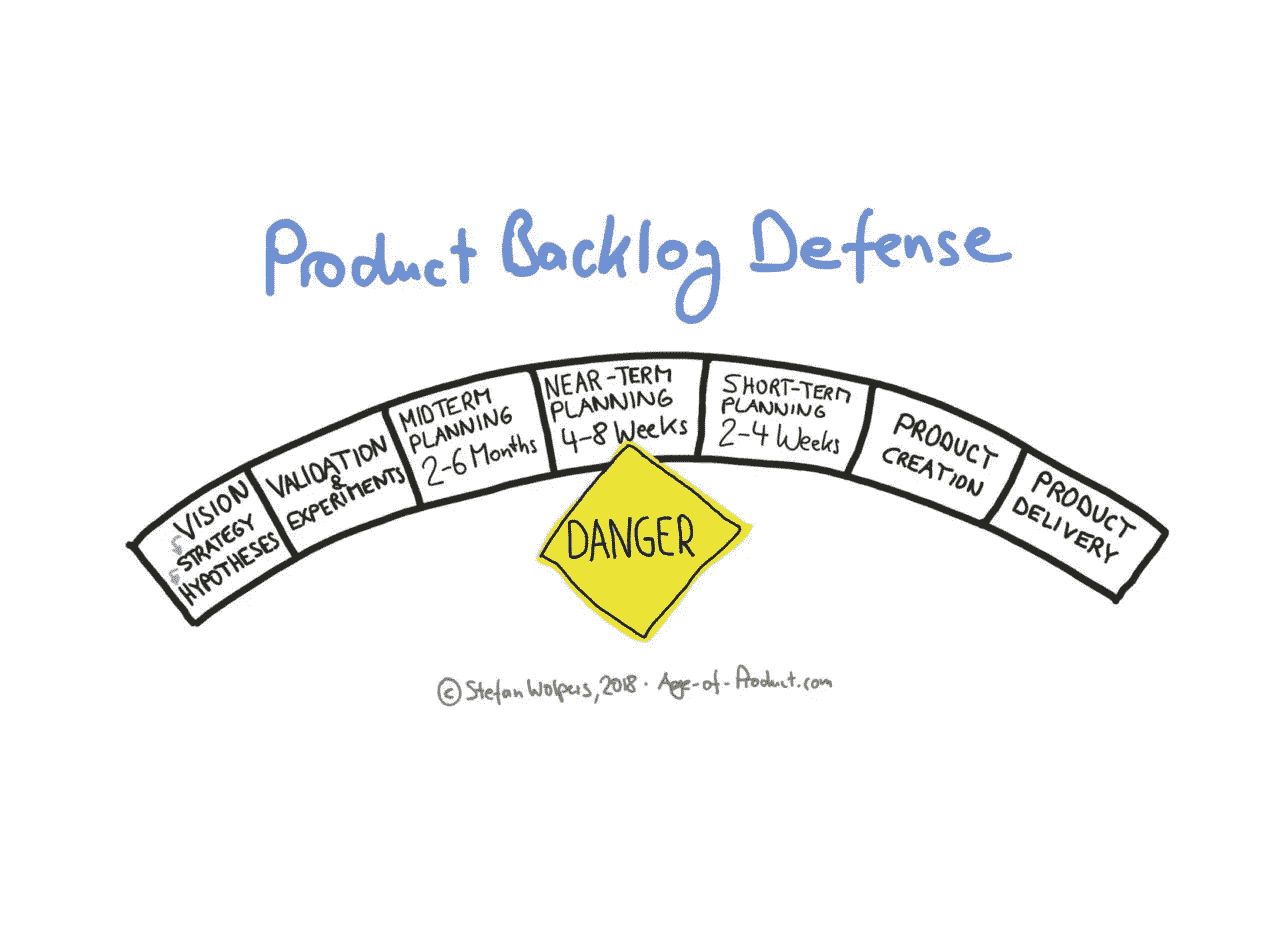 Product Backlog Defense
VISION
STRATEGY
HYPOTHESES
VALIDATION
&
EXPERIMENTS
MIDTERM
PLANNING
2-6 Months
NEAR-TERM
PLANNING
4-8 Weeks
SHORT-TERM
PLANNING
2-4 Weeks
PRODUCT
CREATION
PRODUCT
DELIVERY
DANGER
© Stefan Wolpers, 2018 · Age-of-Product.com